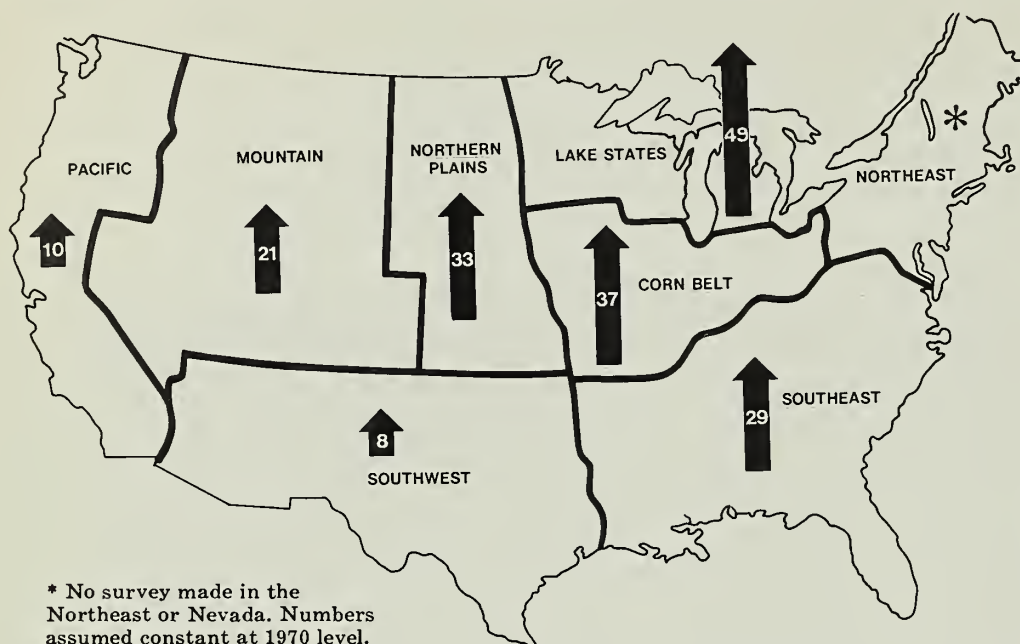 49
NORTHERN
PLAINS
LAKE STATES
*
MOUNTAIN
PACIFIC
NORTHEAST
10
21
33
37
CORN BELT
SOUTHEAST
29
8
SOUTHWEST
* No survey made in the
Northeast or Nevada. Numbers
assumed constant at 1970 level.